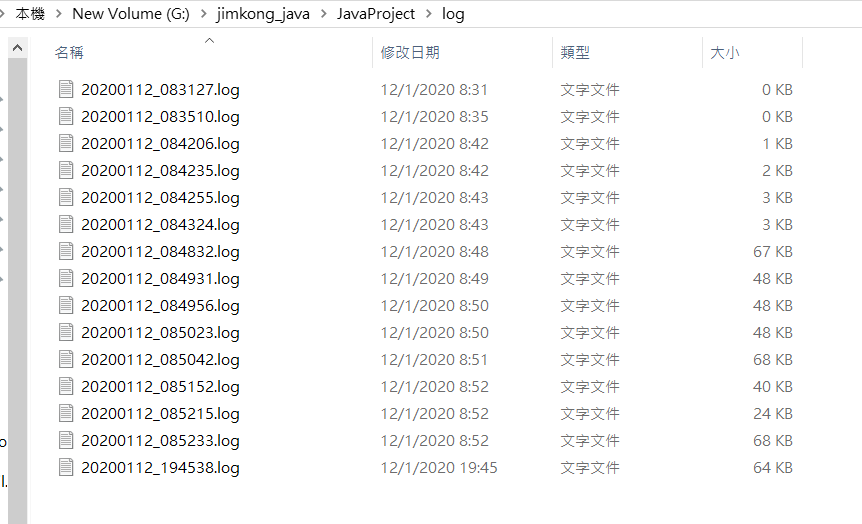 本機 > New Volume (G:) > jimkong_java > JavaProject > log
名稱 修改日期 類型 大小
20200112_083127.log 12/1/2020 8:31 文字文件 0 KB
20200112_083510.log 12/1/2020 8:35 文字文件 0 KB
20200112_084206.log 12/1/2020 8:42 文字文件 1 KB
20200112_084235.log 12/1/2020 8:42 文字文件 2 KB
20200112_084255.log 12/1/2020 8:43 文字文件 3 KB
20200112_084324.log 12/1/2020 8:43 文字文件 3 KB
20200112_084832.log 12/1/2020 8:48 文字文件 67 KB
20200112_084931.log 12/1/2020 8:49 文字文件 48 KB
20200112_084956.log 12/1/2020 8:50 文字文件 48 KB
20200112_085023.log 12/1/2020 8:50 文字文件 48 KB
20200112_085042.log 12/1/2020 8:51 文字文件 68 KB
20200112_085152.log 12/1/2020 8:52 文字文件 40 KB
20200112_085215.log 12/1/2020 8:52 文字文件 24 KB
20200112_085233.log 12/1/2020 8:52 文字文件 68 KB
20200112_194538.log 12/1/2020 19:45 文字文件 64 KB